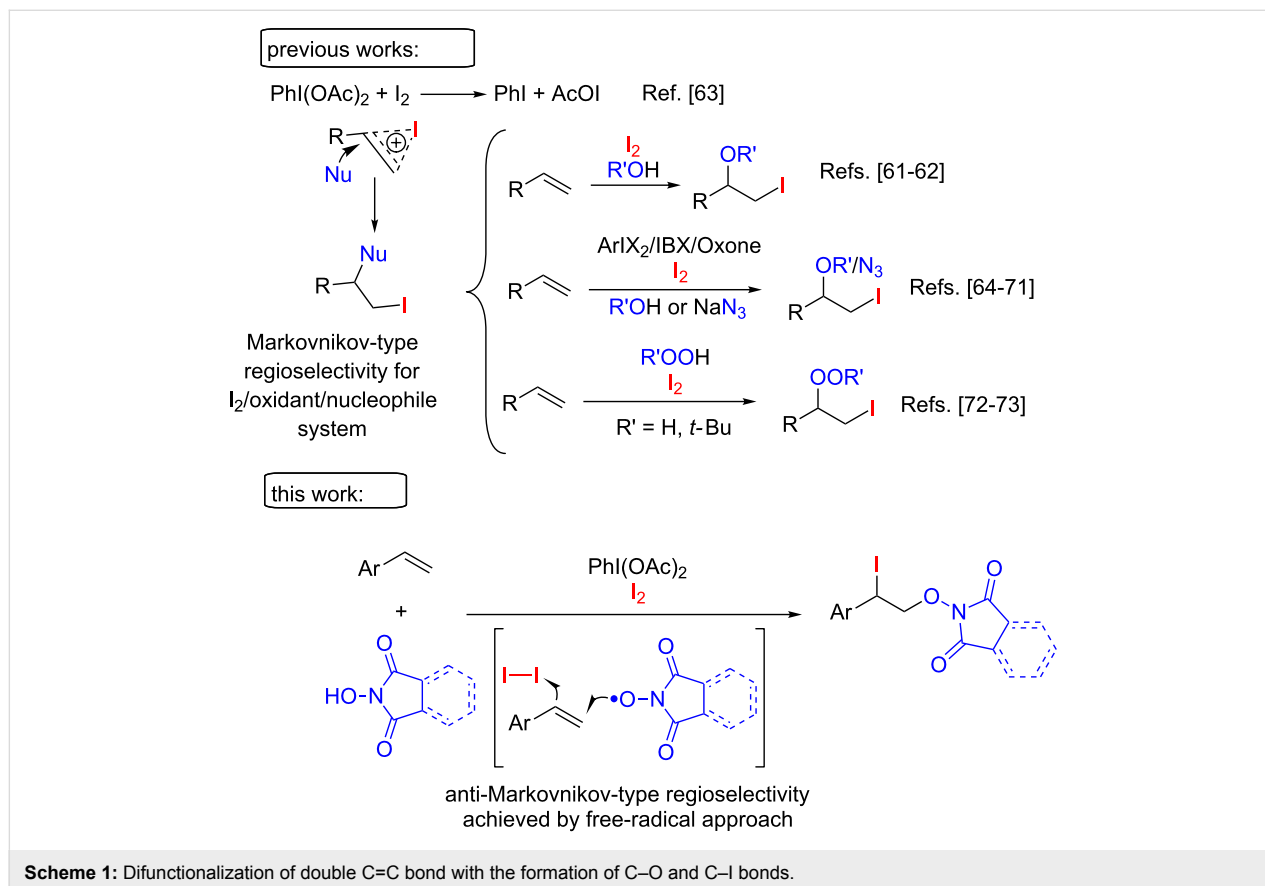 previous works:
PhI(OAc)2 + I2 PhI + AcOI Ref. [63]
R I
+
Nu
Nu
R
I
Markovnikov-type
regioselectivity for
I2/oxidant/nucleophile
system
R
I2
R'OH
OR'
R I
Refs. [61-62]
R
ArIX2/IBX/Oxone
I2
R'OH or NaN3
OR'/N3
R I
Refs. [64-71]
R
R'OOH
I2
R' = H, t-Bu
OOR'
R I
Refs. [72-73]
this work:
Ar
+
O
HO N
O
PhI(OAc)2
I2
I I
Ar
•O N
O
O
I
Ar O N
O
O
anti-Markovnikov-type regioselectivity
achieved by free-radical approach
Scheme 1: Difunctionalization of double C=C bond with the formation of C–O and C–I bonds.